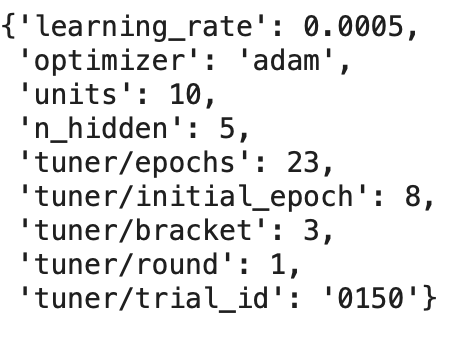 {'learning_rate': 0.0005,
'optimizer': 'adam',
'units': 10,
'n_hidden': 5,
'tuner/epochs': 23,
'tuner/initial_epoch': 8,
'tuner/bracket': 3,
'tuner/round': 1,
'tuner/trial_id': '0150'}